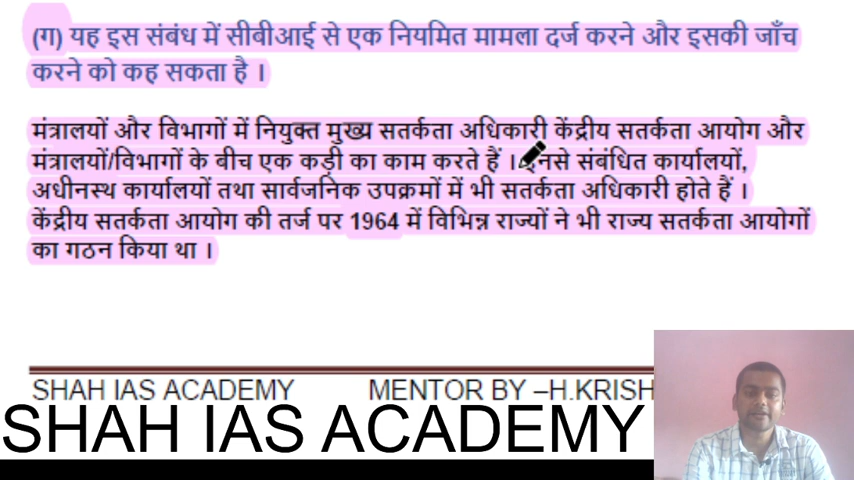 (ग) यह इस संबंध में सीबीआई से एक नियमित मामला दर्ज करने और इसकी जाँच
करने को कह सकता है ।
मंत्रालयों और विभागों में नियुक्त मुख्य सतर्कता अधिकारी केंद्रीय सतर्कता आयोग और
मंत्रालयों/विभागों के बीच एक कड़ी का काम करते हैं । इनसे संबंधित कार्यालयों,
अधीनस्थ कार्यालयों तथा सार्वजनिक उपक्रमों में भी सतर्कता अधिकारी होते हैं ।
केंद्रीय सतर्कता आयोग की तर्ज पर 1964 में विभिन्न राज्यों ने भी राज्य सतर्कता आयोगों
का गठन किया था ।
SHAH IAS ACADEMY MENTOR BY –H.KRISH
SHAH IAS ACADEMY